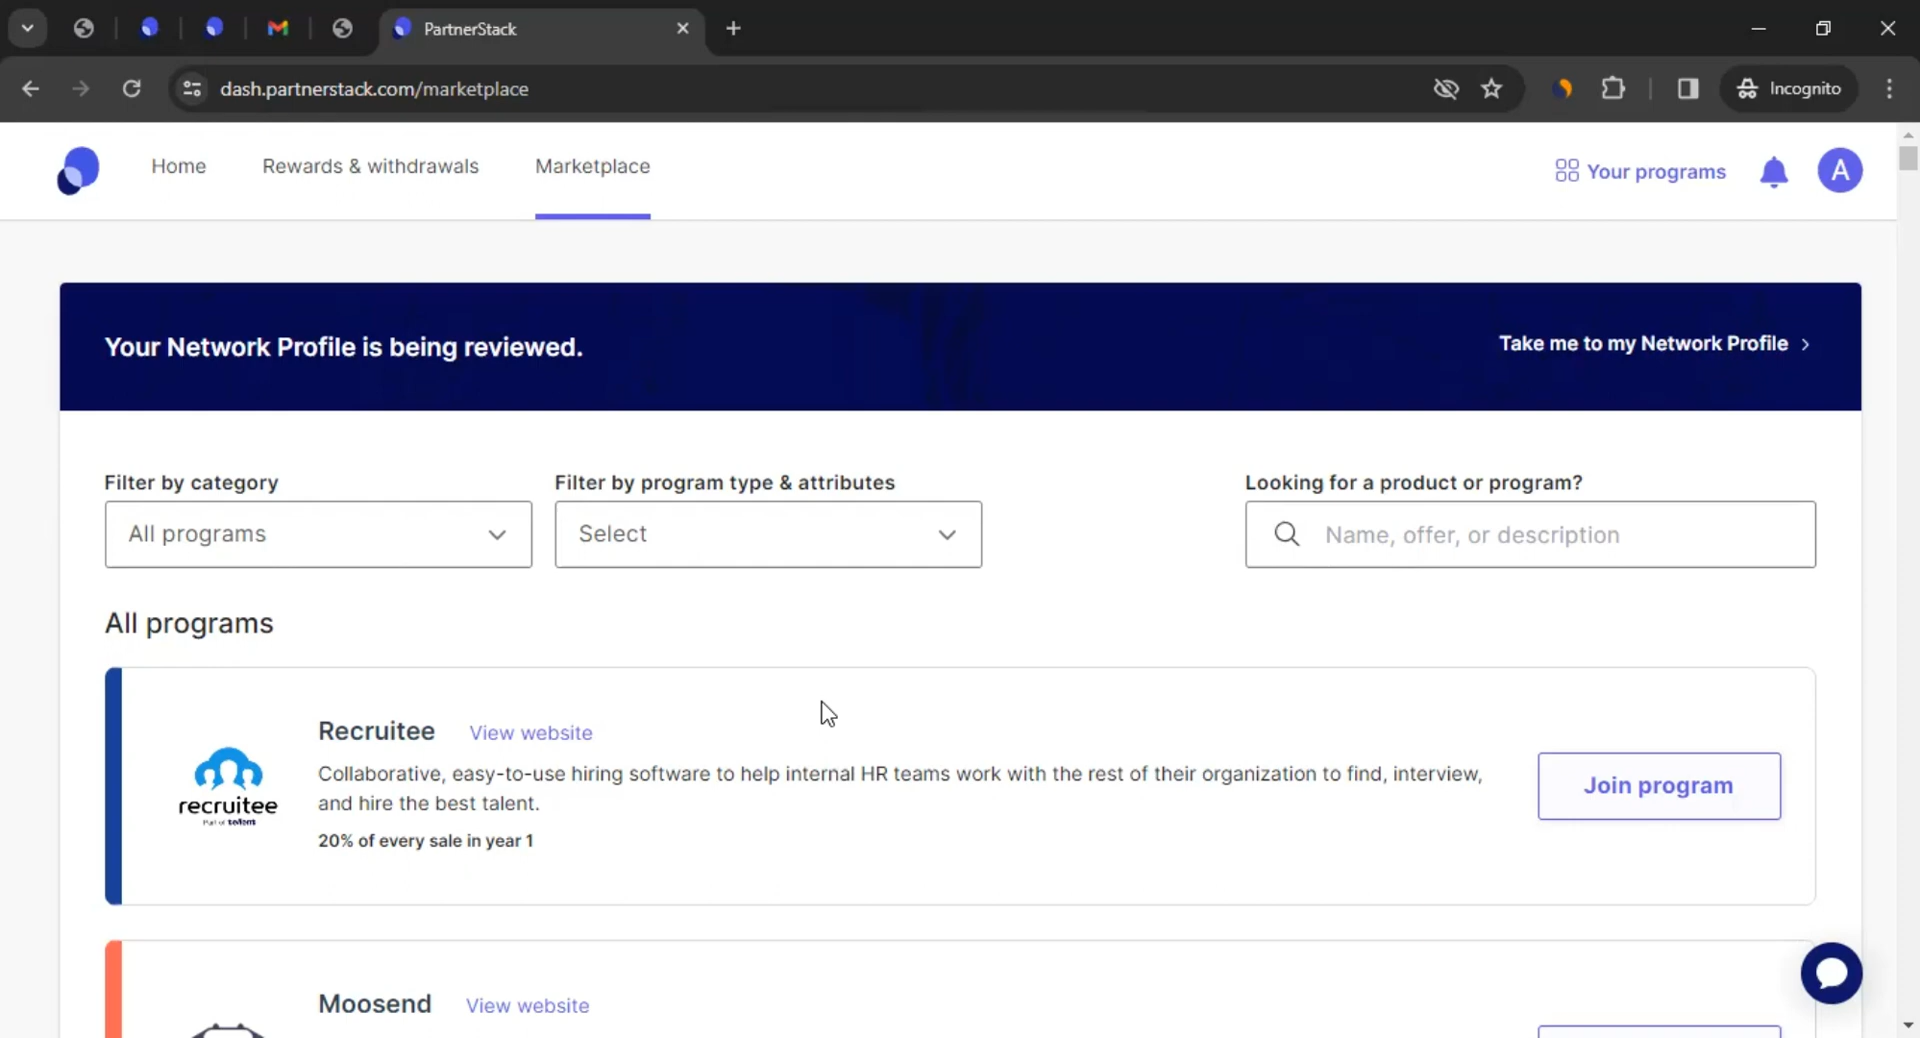 PartnerStack
dash.partnerstack.com/marketplace
Incognito
Home
Rewards & withdrawals
Marketplace
Your programs
A
Your Network Profile is being reviewed.
Take me to my Network Profile
Filter by category
Filter by program type & attributes
Looking for a product or program?
All programs
Select
Name, offer, or description
All programs
Recruitee
View website
Collaborative, easy-to-use hiring software to help internal HR teams work with the rest of their organization to find, interview,
and hire the best talent.
20% of every sale in year 1
recruitee
Part of tellent
Join program
Moosend
View website